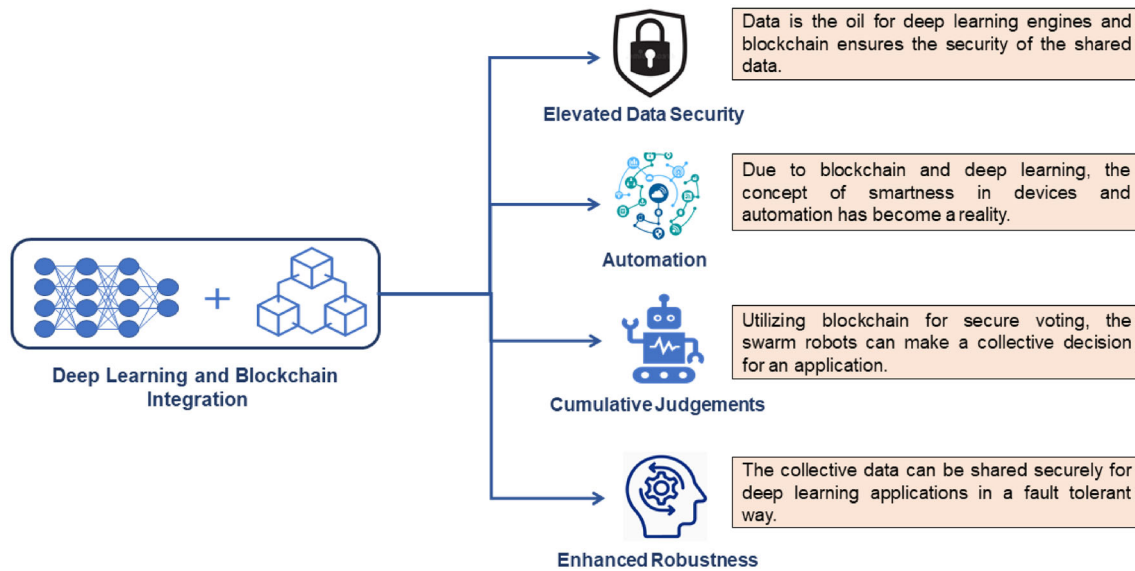 Data is the oil for deep learning engines and
blockchain ensures the security of the shared
data.
Elevated Data Security
Due to blockchain and deep learning, the
concept of smartness in devices and
automation has become a reality.
Automation
+
Deep Learning and Blockchain
Integration
Utilizing blockchain for secure voting, the
swarm robots can make a collective decision
for an application.
Cumulative Judgements
The collective data can be shared securely for
deep learning applications in a fault tolerant
way.
Enhanced Robustness